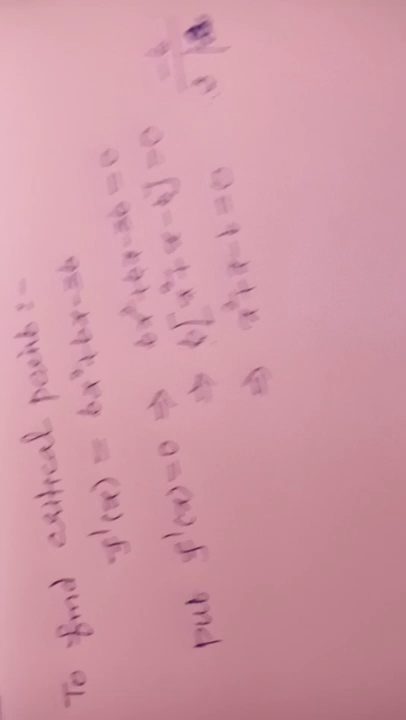 To find critical points :-
f'(x) = 6x²+6x-36
put f'(x)=0 ⇒ 6x²+6x-36=0
⇒ 6[x²+x-6]=0
⇒ x²+x-6=0